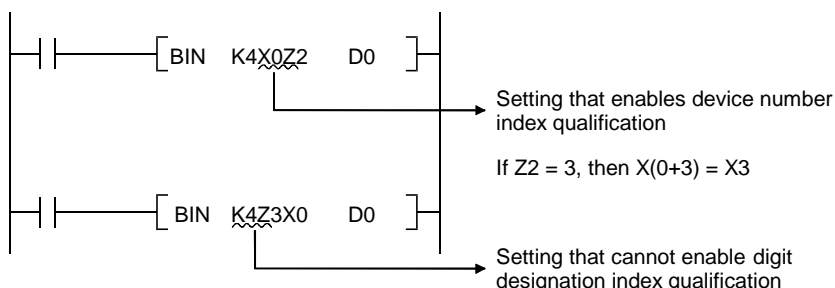 BIN K4X0Z2 D0
Setting that enables device number
index qualification
If Z2 = 3, then X(0+3) = X3
BIN K4Z3X0 D0
Setting that cannot enable digit
designation index qualification